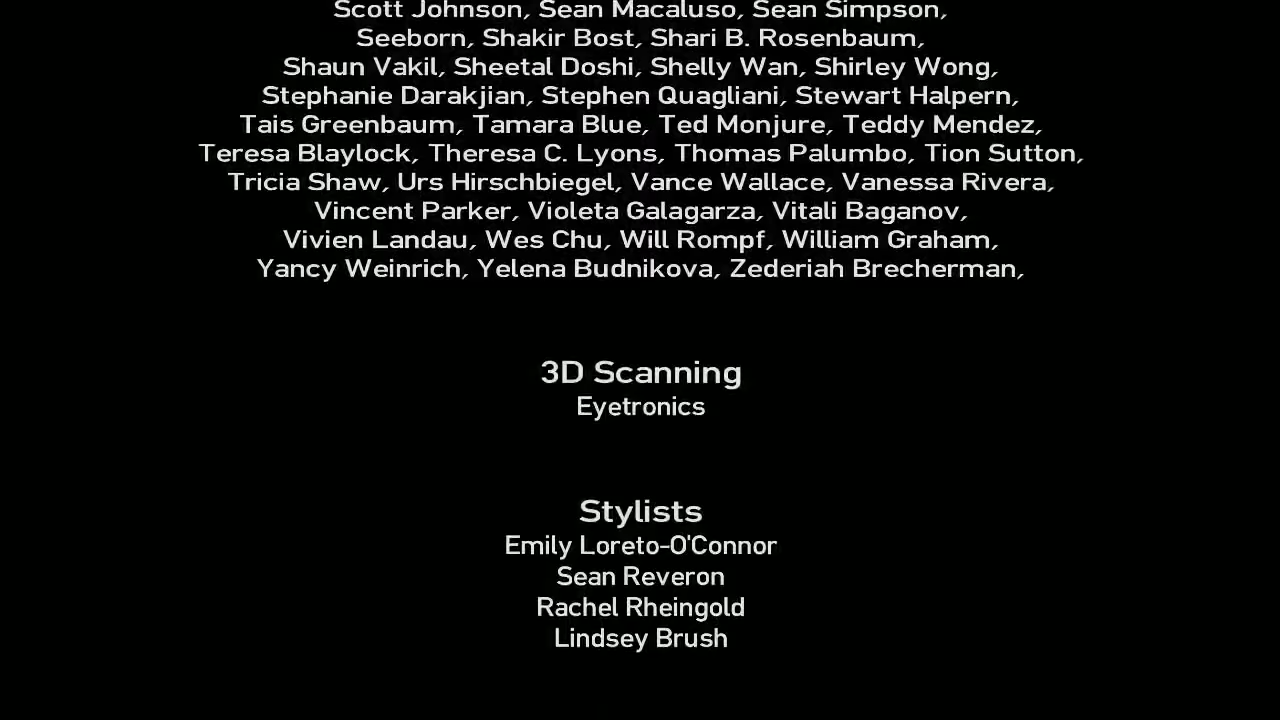 Scott Johnson, Sean Macaluso, Sean Simpson,
Seeborn, Shakir Bost, Shari B. Rosenbaum,
Shaun Vakil, Sheetal Doshi, Shelly Wan, Shirley Wong,
Stephanie Darakjian, Stephen Quagliani, Stewart Halpern,
Tais Greenbaum, Tamara Blue, Ted Monjure, Teddy Mendez,
Teresa Blaylock, Theresa C. Lyons, Thomas Palumbo, Tion Sutton,
Tricia Shaw, Urs Hirschbiegel, Vance Wallace, Vanessa Rivera,
Vincent Parker, Violeta Galagarza, Vitali Baganov,
Vivien Landau, Wes Chu, Will Rompf, William Graham,
Yancy Weinrich, Yelena Budnikova, Zederiah Brecherman,
3D Scanning
Eyetronics
Stylists
Emily Loreto-O'Connor
Sean Reveron
Rachel Rheingold
Lindsey Brush